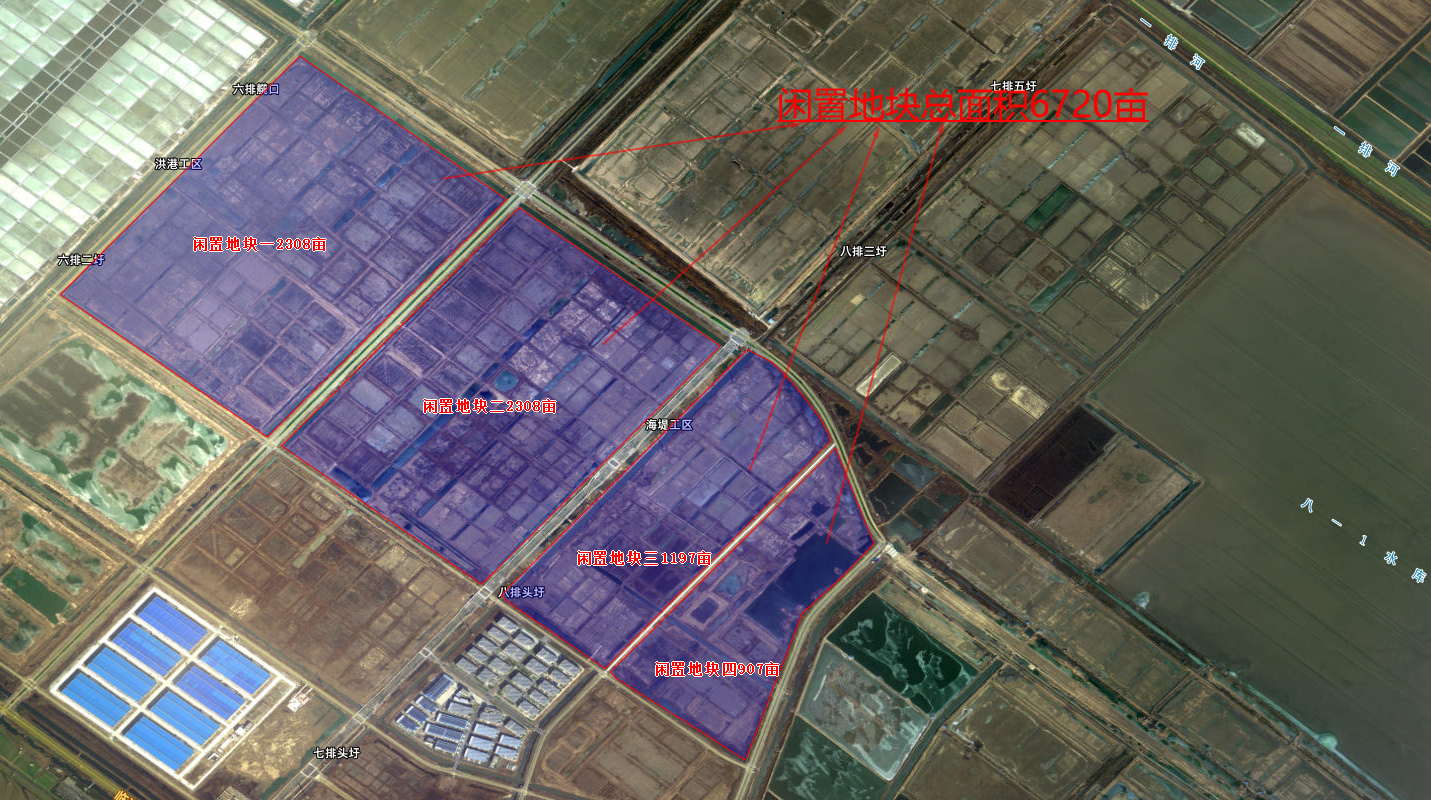 一排河
七排五圩
六排艞口
闲置地块总面积6720亩
一排河
洪港工区
闲置地块一2308亩
八排三圩
六排二圩
闲置地块二2308亩
海堤工区
八一1水库
闲置地块三1197亩
八排头圩
闲置地块四907亩
七排头圩